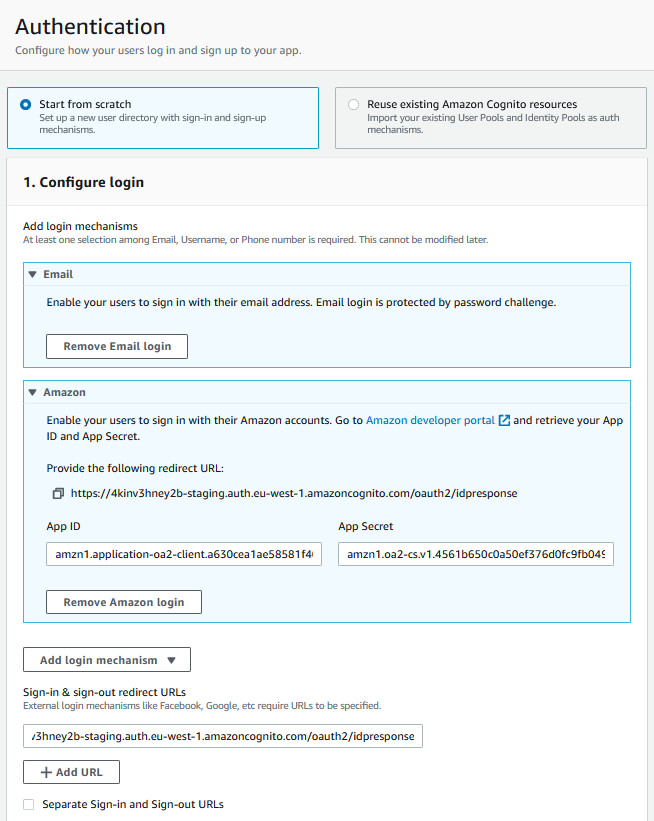 Authentication
Configure how your users log in and sign up to your app.
Start from scratch
Set up a new user directory with sign-in and sign-up
mechanisms.
Reuse existing Amazon Cognito resources
Import your existing User Pools and Identity Pools as auth
mechanisms.
1. Configure login
Add login mechanisms
At least one selection among Email, Username, or Phone number is required. This cannot be modified later.
Email
Enable your users to sign in with their email address. Email login is protected by password challenge.
Remove Email login
Amazon
Enable your users to sign in with their Amazon accounts. Go to Amazon developer portal and retrieve your App
ID and App Secret.
Provide the following redirect URL:
https://4kinv3hney2b-staging.auth.eu-west-1.amazoncognito.com/oauth2/idpresponse
App ID App Secret
amzn1.application-oa2-client.a630cea1ae58581f4 amzn1.oa2-cs.v1.4561b650c0a50ef376d0fc9fb049
Remove Amazon login
Add login mechanism
Sign-in & sign-out redirect URLs
External login mechanisms like Facebook, Google, etc require URLs to be specified.
v3hney2b-staging.auth.eu-west-1.amazoncognito.com/oauth2/idpresponse
Add URL
Separate Sign-in and Sign-out URLs